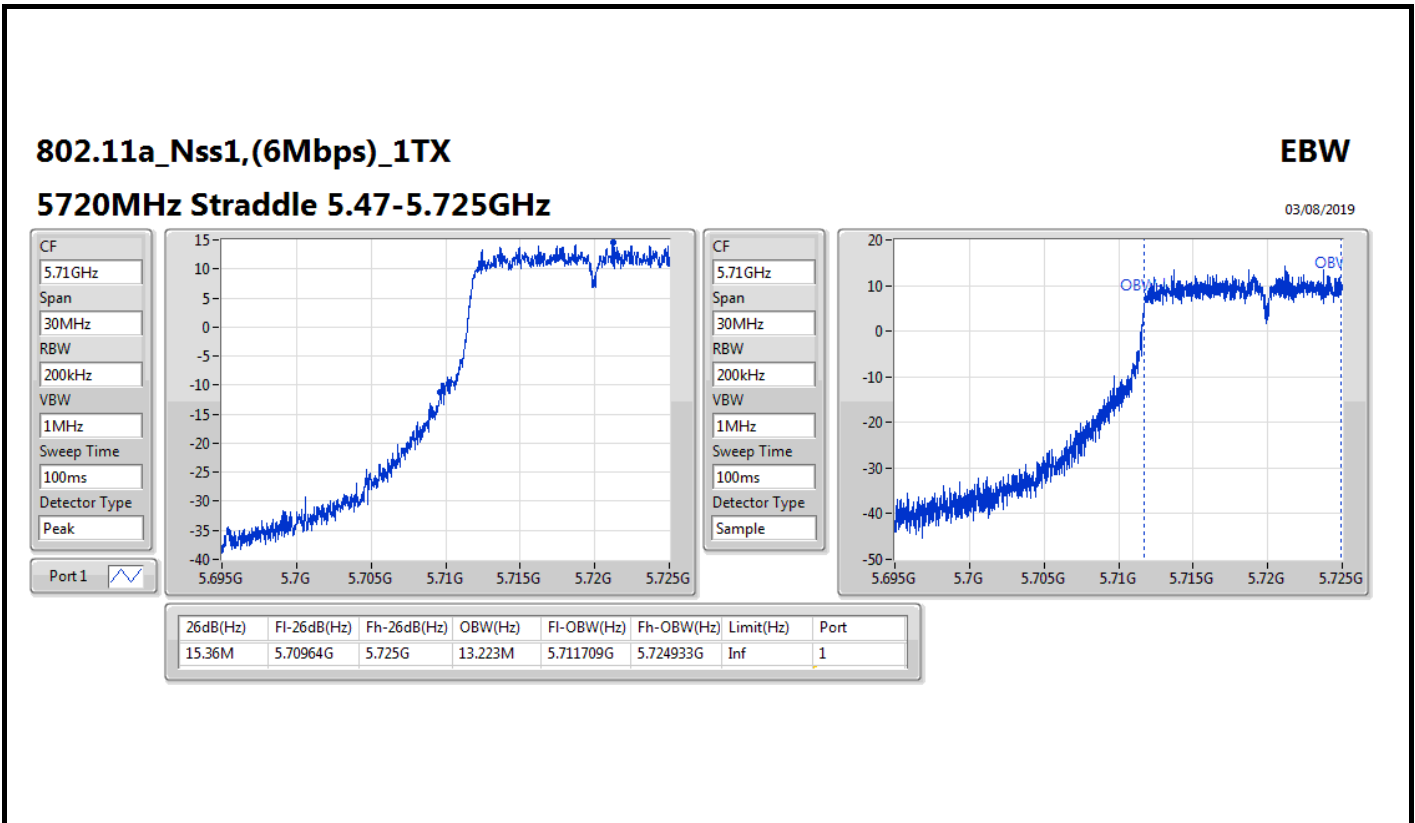 802.11a_Nss1,(6Mbps)_1TX
EBW
5720MHz Straddle 5.47-5.725GHz
03/08/2019
CF
5.71GHz
Span
30MHz
RBW
200kHz
VBW
1MHz
Sweep Time
100ms
Detector Type
Peak
Port 1
15
10
5
0
-5
-10
-15
-20
-25
-30
-35
-40
5.695G 5.7G 5.705G 5.71G 5.715G 5.72G 5.725G
CF
5.71GHz
Span
30MHz
RBW
200kHz
VBW
1MHz
Sweep Time
100ms
Detector Type
Sample
20
10
0
-10
-20
-30
-40
-50
OBW
OBV
5.695G 5.7G 5.705G 5.71G 5.715G 5.72G 5.725G
26dB(Hz) Fl-26dB(Hz) Fh-26dB(Hz) OBW(Hz) Fl-OBW(Hz) Fh-OBW(Hz) Limit(Hz) Port
15.36M 5.70964G 5.725G 13.223M 5.711709G 5.724933G Inf 1